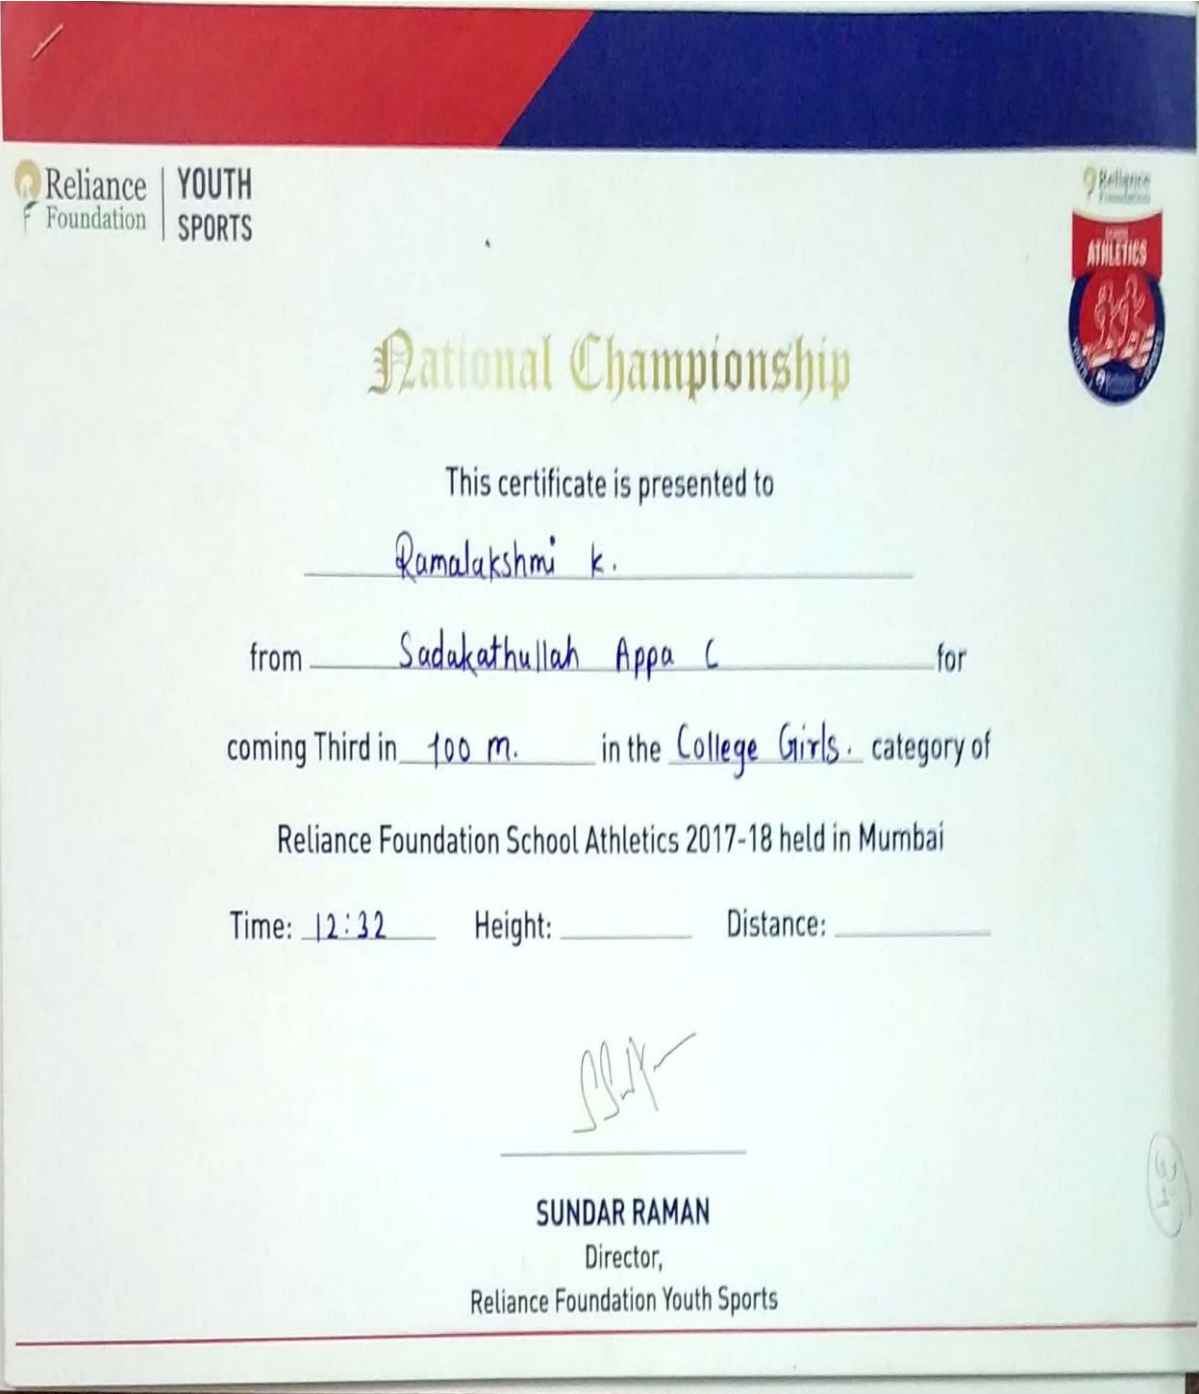 Reliance
Foundation
YOUTH
SPORTS
Reliance
Foundation
ATHLETICS
National Championship
This certificate is presented to
Ramalakshmi K.
from Sadakathullah Appa C for
coming Third in 100 m. in the College Girls. category of
Reliance Foundation School Athletics 2017-18 held in Mumbai
Time: 12:32 Height: Distance:
SUNDAR RAMAN
Director,
Reliance Foundation Youth Sports